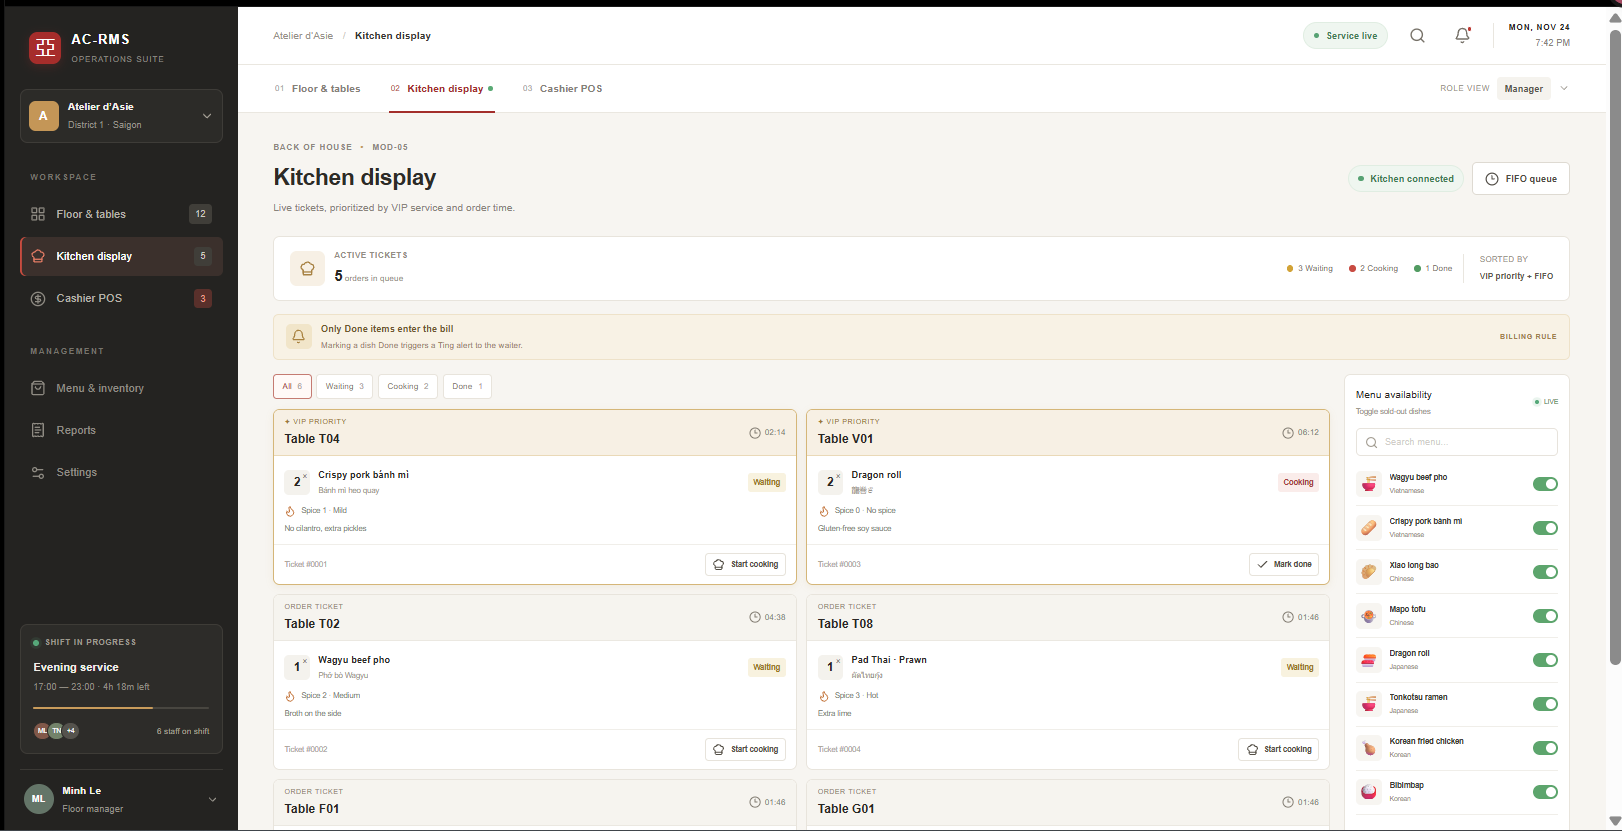 AC-RMS
OPERATIONS SUITE
A
Atelier d'Asie
District 1 · Saigon
WORKSPACE
Floor & tables 12
Kitchen display 5
Cashier POS 3
MANAGEMENT
Menu & inventory
Reports
Settings
SHIFT IN PROGRESS
Evening service
17:00 — 23:00 · 4h 18m left
ML TN +4 6 staff on shift
ML
Minh Le
Floor manager
Atelier d'Asie / Kitchen display
Service live
MON, NOV 24
7:42 PM
01 Floor & tables
02 Kitchen display
03 Cashier POS
ROLE VIEW Manager
BACK OF HOUSE • MOD-05
Kitchen display
Live tickets, prioritized by VIP service and order time.
Kitchen connected
FIFO queue
ACTIVE TICKETS
5 orders in queue
3 Waiting
2 Cooking
1 Done
SORTED BY
VIP priority + FIFO
Only Done items enter the bill
Marking a dish Done triggers a Ting alert to the waiter.
BILLING RULE
All 6
Waiting 3
Cooking 2
Done 1
✦ VIP PRIORITY
Table T04
02:14
2×
Crispy pork bánh mì
Bánh mì heo quay
Waiting
Spice 1 · Mild
No cilantro, extra pickles
Ticket #0001
Start cooking
✦ VIP PRIORITY
Table V01
06:12
2×
Dragon roll
Cooking
Spice 0 · No spice
Gluten-free soy sauce
Ticket #0003
Mark done
ORDER TICKET
Table T02
04:38
1×
Wagyu beef pho
Phở bò Wagyu
Waiting
Spice 2 · Medium
Broth on the side
Ticket #0002
Start cooking
ORDER TICKET
Table T08
01:46
1×
Pad Thai · Prawn
ผัดไทยกุ้ง
Waiting
Spice 3 · Hot
Extra lime
Ticket #0004
Start cooking
ORDER TICKET
Table F01
01:46
ORDER TICKET
Table G01
01:46
Menu availability
Toggle sold-out dishes
LIVE
Search menu...
Wagyu beef pho
Vietnamese
Crispy pork bánh mì
Vietnamese
Xiao long bao
Chinese
Mapo tofu
Chinese
Dragon roll
Japanese
Tonkotsu ramen
Japanese
Korean fried chicken
Korean
Bibimbap
Korean